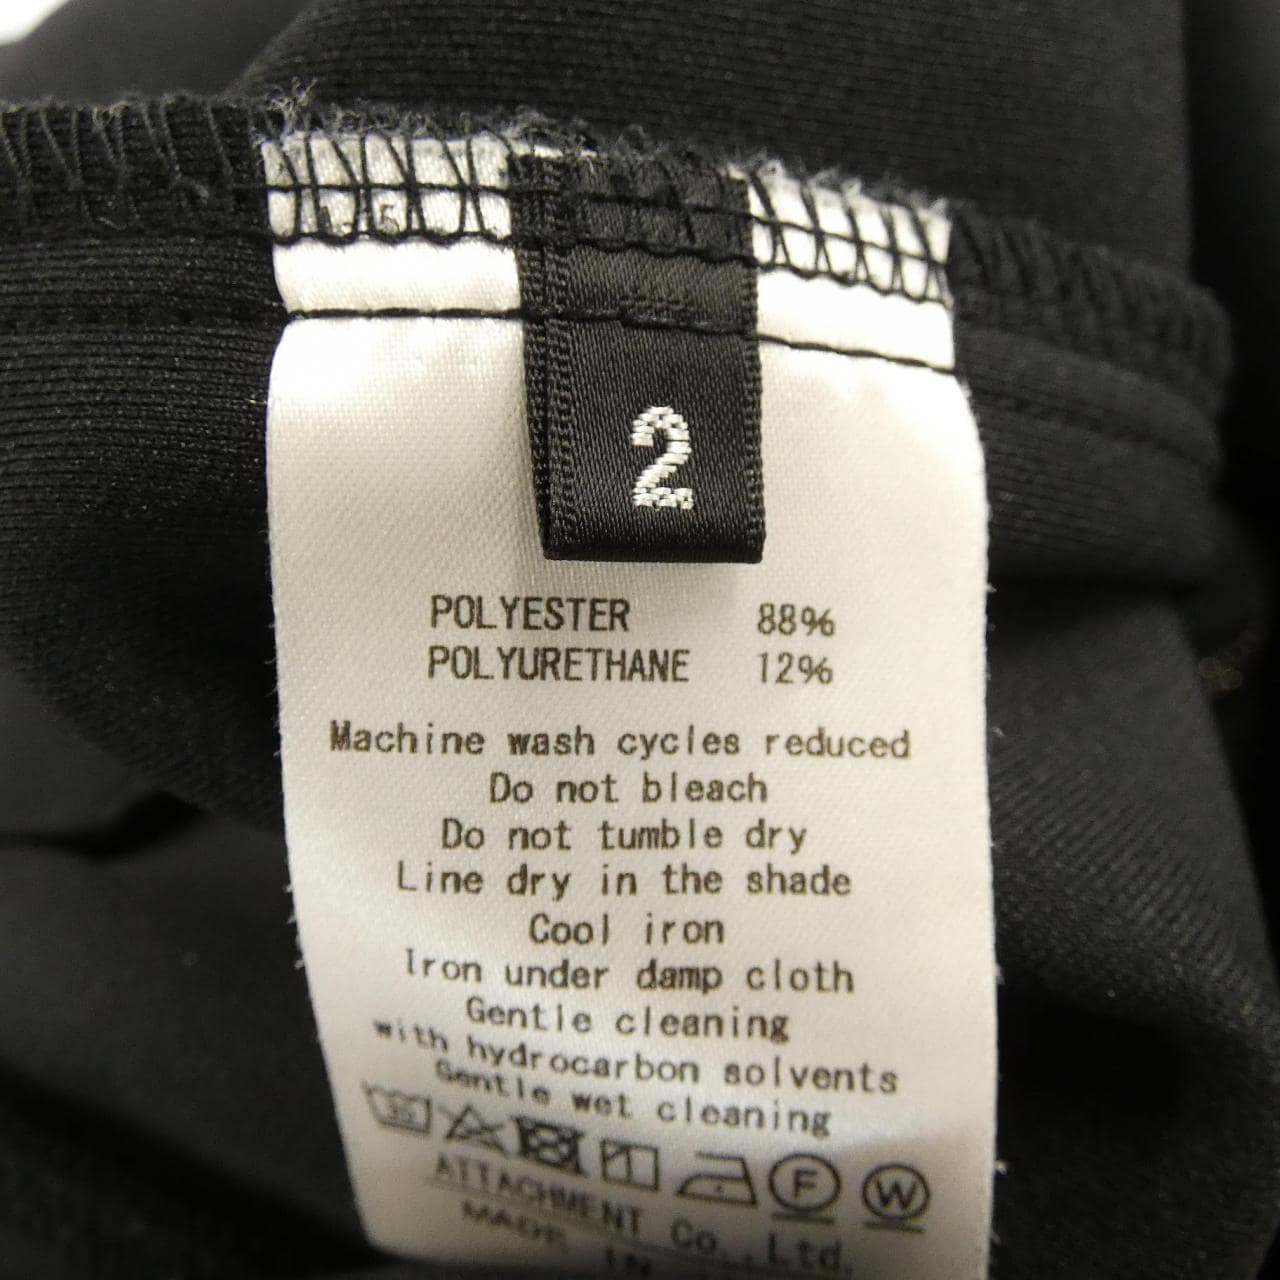 2
POLYESTER 88%
POLYURETHANE 12%
Machine wash cycles reduced
Do not bleach
Do not tumble dry
Line dry in the shade
Cool iron
Iron under damp cloth
Gentle cleaning
with hydrocarbon solvents
Gentle wet cleaning
F W
ATTACHMENT Co.,Ltd.
MADE IN